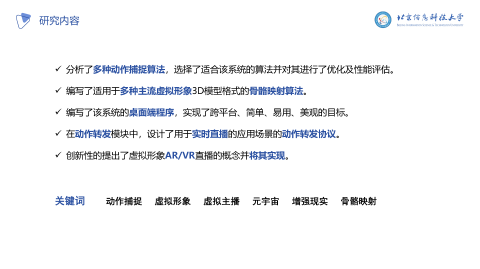 研究内容
北京信息科技大学
✓ 分析了多种动作捕捉算法，选择了适合该系统的算法并对其进行了优化及性能评估。
✓ 编写了适用于多种主流虚拟形象3D模型格式的骨骼映射算法。
✓ 编写了该系统的桌面端程序，实现了跨平台、简单、易用、美观的目标。
✓ 在动作转发模块中，设计了用于实时直播的应用场景的动作转发协议。
✓ 创新性的提出了虚拟形象AR/VR直播的概念并将其实现。
关键词 动作捕捉 虚拟形象 虚拟主播 元宇宙 增强现实 骨骼映射